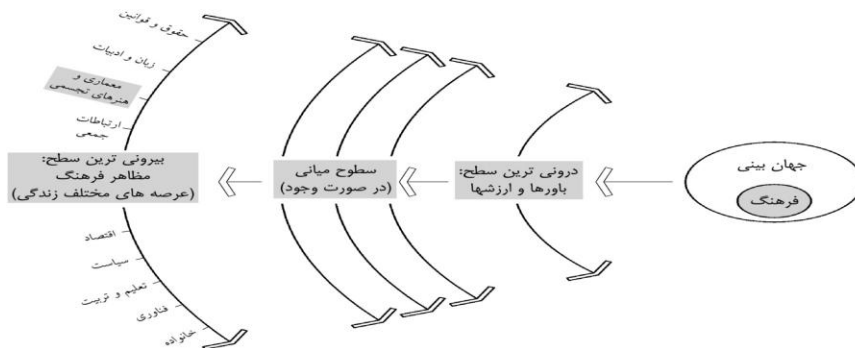 جهان بینی
فرهنگ
درونی ترین سطح:
باورها و ارزشها
سطوح میانی
(در صورت وجود)
بیرونی ترین سطح:
مظاهر فرهنگ
(عرصه های مختلف زندگی)
حقوق و قوانین
زبان و ادبیات
معماری و
هنرهای تجسمی
ارتباطات
جمعی
اقتصاد
سیاست
تعلیم و تربیت
فناوری
خانواده